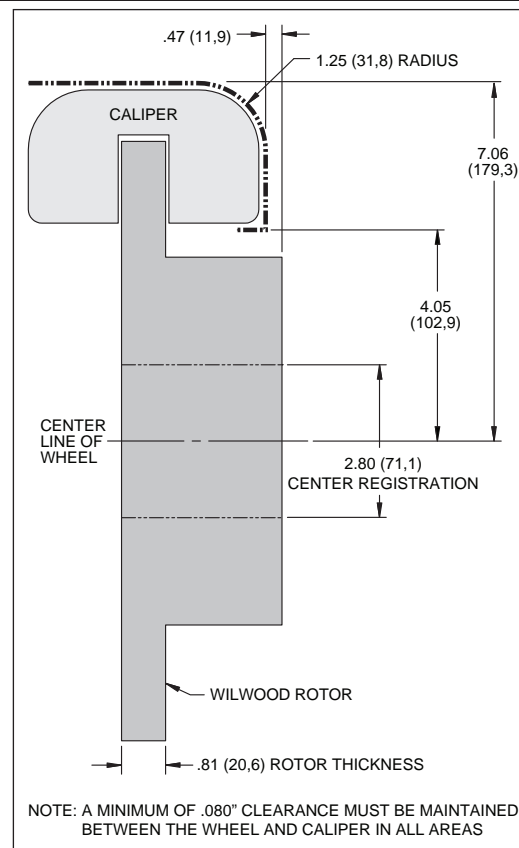 .47 (11,9)
1.25 (31,8) RADIUS
CALIPER
7.06
(179,3)
4.05
(102,9)
CENTER
LINE OF
WHEEL
2.80 (71,1)
CENTER REGISTRATION
WILWOOD ROTOR
.81 (20,6) ROTOR THICKNESS
NOTE: A MINIMUM OF .080" CLEARANCE MUST BE MAINTAINED
BETWEEN THE WHEEL AND CALIPER IN ALL AREAS